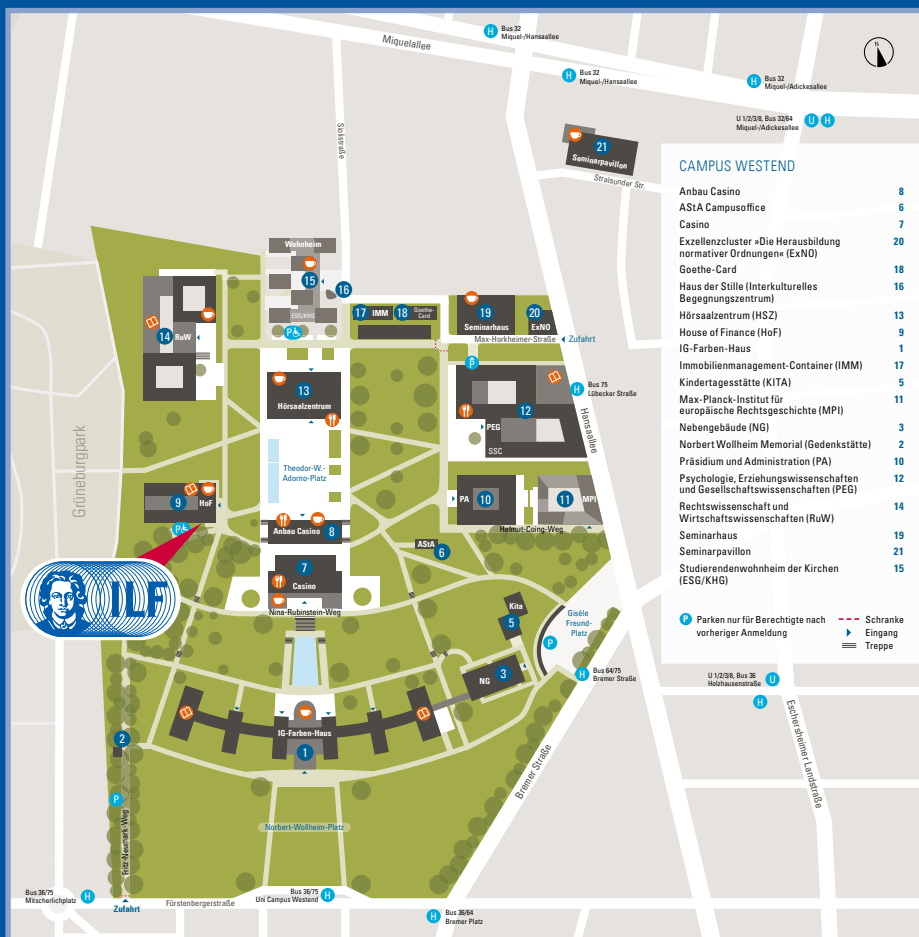 Bus 32
Miquel-/Hansaallee
Miquelallee
N
Bus 32
Miquel-/Hansaallee
Bus 32
Miquel-/Adickesallee
H
H
H
U 1/2/3/8, Bus 32/64
Miquel-/Adickesallee
U H
Siolistraße
21
Seminarpavillon
Stralsunder Str.
CAMPUS WESTEND
Anbau Casino 8
AStA Campusoffice 6
Casino 7
Exzellenzcluster »Die Herausbildung 20
normativer Ordnungen« (ExNO)
Goethe-Card 18
Haus der Stille (Interkulturelles 16
Begegnungszentrum)
Hörsaalzentrum (HSZ) 13
House of Finance (HoF) 9
IG-Farben-Haus 1
Immobilienmanagement-Container (IMM) 17
Kindertagesstätte (KITA) 5
Max-Planck-Institut für 11
europäische Rechtsgeschichte (MPI)
Nebengebäude (NG) 3
Norbert Wollheim Memorial (Gedenkstätte) 2
Präsidium und Administration (PA) 10
Psychologie, Erziehungswissenschaften 12
und Gesellschaftswissenschaften (PEG)
Rechtswissenschaft und 14
Wirtschaftswissenschaften (RuW)
Seminarhaus 19
Seminarpavillon 21
Studierendenwohnheim der Kirchen 15
(ESG/KHG)
P Parken nur für Berechtigte nach
vorheriger Anmeldung
Schranke
Eingang
Treppe
Wohnheim
15
16
ESG/KHG
P
17 IMM 18 Goethe-
Card
19
Seminarhaus
20
ExNO
Max-Horkheimer-Straße
Zufahrt
14 RuW
13
Hörsaalzentrum
P
12
PEG
SSC
H
Bus 75
Lübecker Straße
Hansaallee
Grüneburgpark
Theodor-W.-
Adorno-Platz
9
HoF
P
PA 10
11 MPI
Helmut-Coing-Weg
Anbau Casino 8
AStA
6
ILF
7
Casino
Nina-Rubinstein-Weg
Kita
5
Gisèle
Freund-
Platz
P
NG 3
H
Bus 64/75
Bremer Straße
U 1/2/3/8, Bus 36
Holzhausenstraße
U
H
Eschersheimer Landstraße
2
IG-Farben-Haus
1
Bremer Straße
P
Fritz-Neumark-Weg
Norbert-Wollheim-Platz
Bus 36/75
Mitscherlichplatz
H
Zufahrt
Fürstenbergerstraße
Bus 36/75
Uni Campus Westend
H
H
Bus 36/64
Bremer Platz